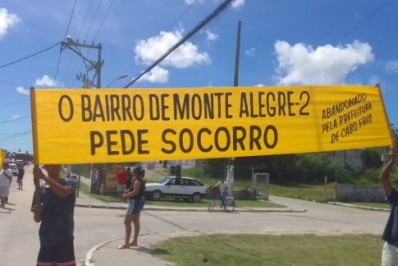 O BAIRRO DE MONTE ALEGRE-2
PEDE SOCORRO
ABANDONADO
PELA PREFEITURA
DE CABO FRIO